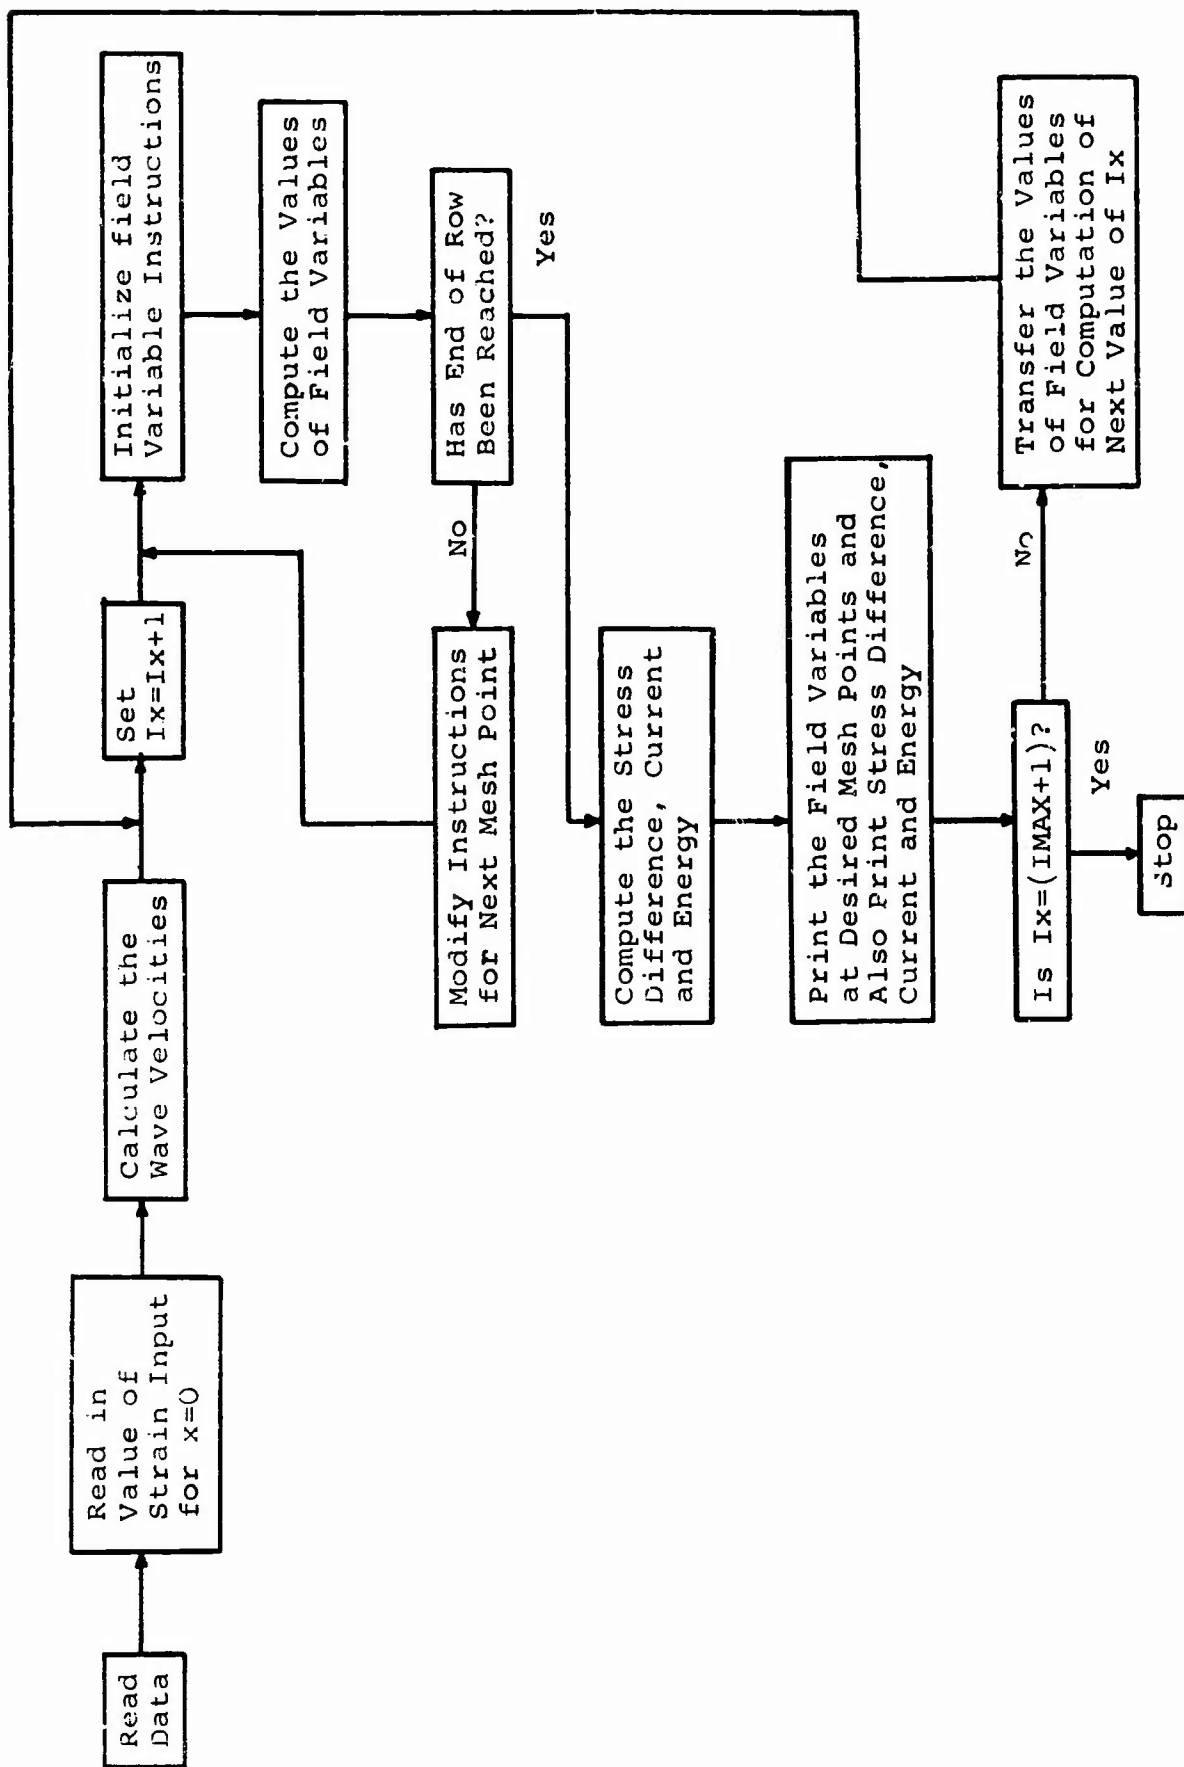 Read
Data
Read in
Value of
Strain Input
for x=0
Calculate the
Wave Velocities
Set
Ix=Ix+1
Initialize field
Variable Instructions
Compute the Values
of Field Variables
Has End of Row
Been Reached?
No
Yes
Modify Instructions
for Next Mesh Point
Compute the Stress
Difference, Current
and Energy
Print the Field Variables
at Desired Mesh Points and
Also Print Stress Difference,
Current and Energy
Is Ix=(IMAX+1)?
No
Yes
Transfer the Values
of Field Variables
for Computation of
Next Value of Ix
Stop